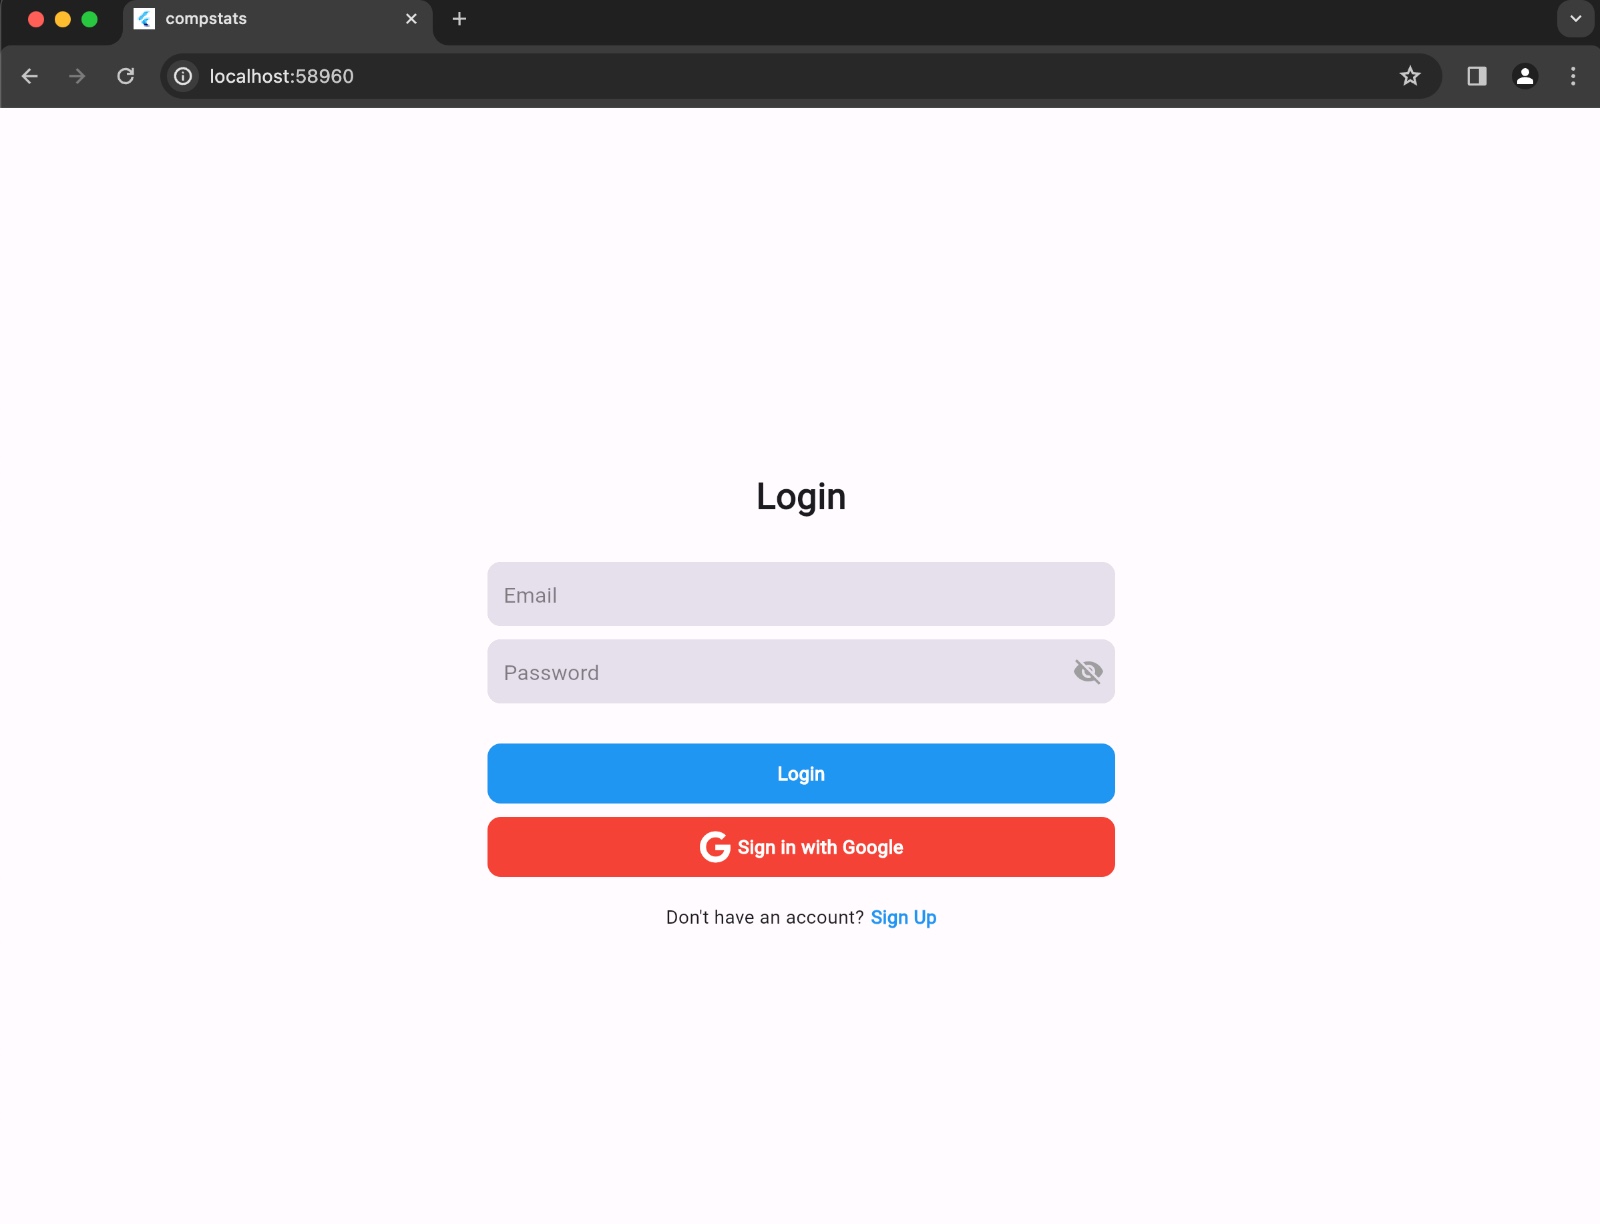 compstats
localhost:58960
Login
Email
Password
Login
Sign in with Google
Don't have an account? Sign Up